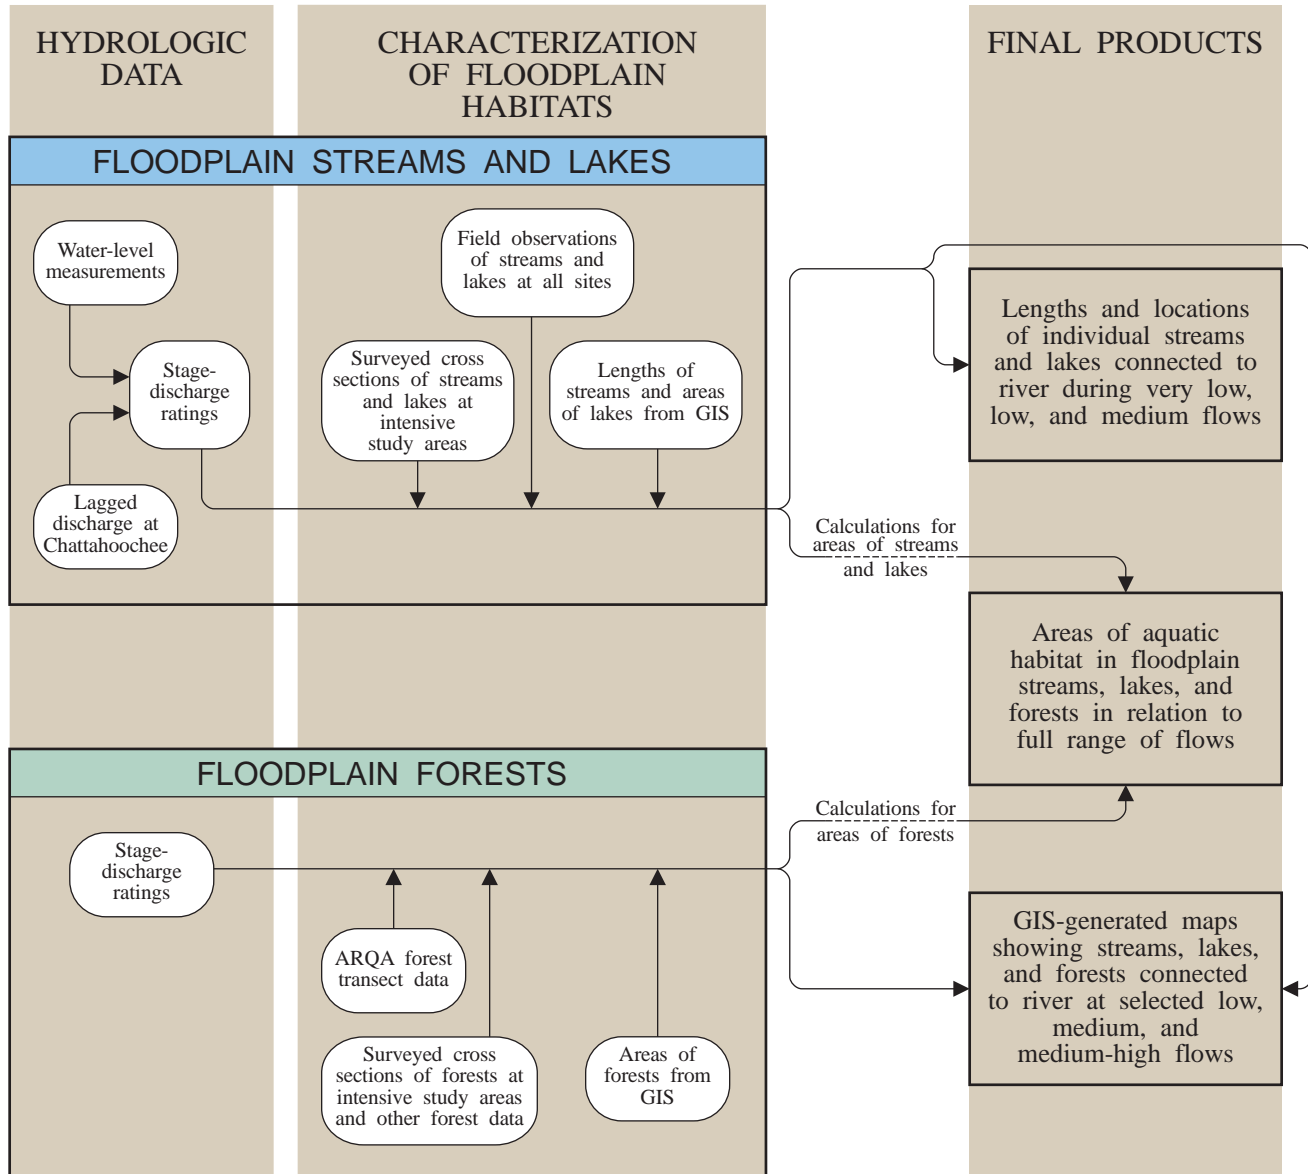 HYDROLOGIC
DATA
CHARACTERIZATION
OF FLOODPLAIN
HABITATS
FINAL PRODUCTS
FLOODPLAIN STREAMS AND LAKES
Water-level
measurements
Stage-
discharge
ratings
Lagged
discharge at
Chattahoochee
Field observations
of streams and
lakes at all sites
Surveyed cross
sections of streams
and lakes at
intensive
study areas
Lengths of
streams and areas
of lakes from GIS
Lengths and locations
of individual streams
and lakes connected to
river during very low,
low, and medium flows
Calculations for
areas of streams
and lakes
Areas of aquatic
habitat in floodplain
streams, lakes, and
forests in relation to
full range of flows
FLOODPLAIN FORESTS
Stage-
discharge
ratings
ARQA forest
transect data
Surveyed cross
sections of forests at
intensive study areas
and other forest data
Areas of
forests from
GIS
Calculations for
areas of forests
GIS-generated maps
showing streams, lakes,
and forests connected
to river at selected low,
medium, and
medium-high flows